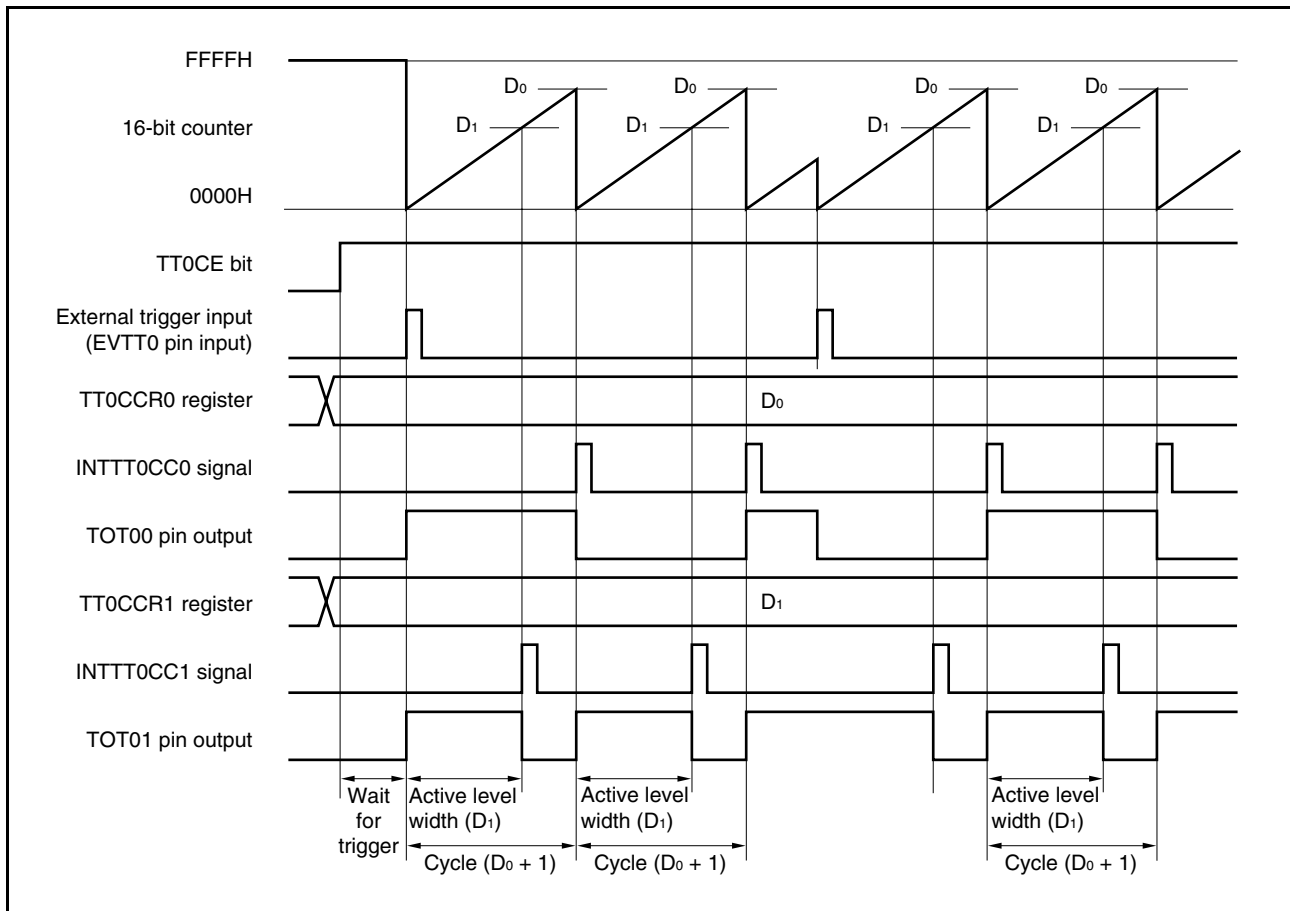 FFFFH
D0 D0 D0 D0
16-bit counter D1 D1 D1 D1
0000H
TT0CE bit
External trigger input
(EVTT0 pin input)
TT0CCR0 register D0
INTTT0CC0 signal
TOT00 pin output
TT0CCR1 register D1
INTTT0CC1 signal
TOT01 pin output
Wait
for
trigger
Active level
width (D1)
Active level
width (D1)
Active level
width (D1)
Cycle (D0 + 1) Cycle (D0 + 1) Cycle (D0 + 1)